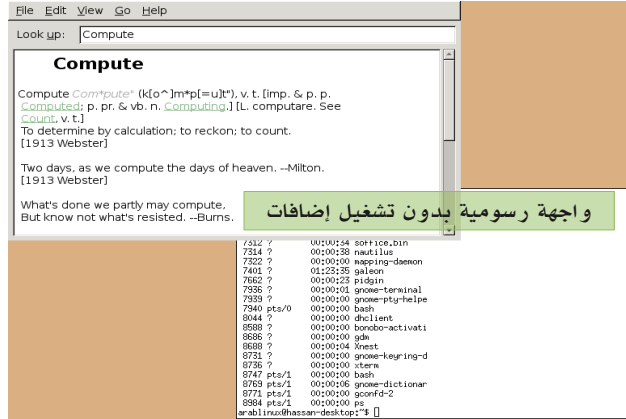 File Edit View Go Help
Look up: Compute
Compute
Compute Com*pute" (k[o^]m*p[=u]t"), v. t. [imp. & p. p.
Computed; p. pr. & vb. n. Computing.] [L. computare. See
Count, v. t.]
To determine by calculation; to reckon; to count.
[1913 Webster]
Two days, as we compute the days of heaven. --Milton.
[1913 Webster]
What's done we partly may compute,
But know not what's resisted. --Burns.
واجهة رسومية بدون تشغيل إضافات
7312 ? 00:00:34 soffice.bin
7314 ? 00:00:38 nautilus
7322 ? 00:00:00 mapping-daemon
7401 ? 01:23:35 galeon
7662 ? 00:00:23 pidgin
7936 ? 00:00:01 gnome-terminal
7939 ? 00:00:00 gnome-pty-helpe
7940 pts/0 00:00:00 bash
8044 ? 00:00:00 dhclient
8588 ? 00:00:00 bonobo-activati
8686 ? 00:00:00 gdm
8688 ? 00:00:04 Xnest
8731 ? 00:00:00 gnome-keyring-d
8736 ? 00:00:00 xterm
8747 pts/1 00:00:00 bash
8769 pts/1 00:00:06 gnome-dictionar
8771 pts/1 00:00:00 gconfd-2
8984 pts/1 00:00:00 ps
arablinux@hassan-desktop:~$